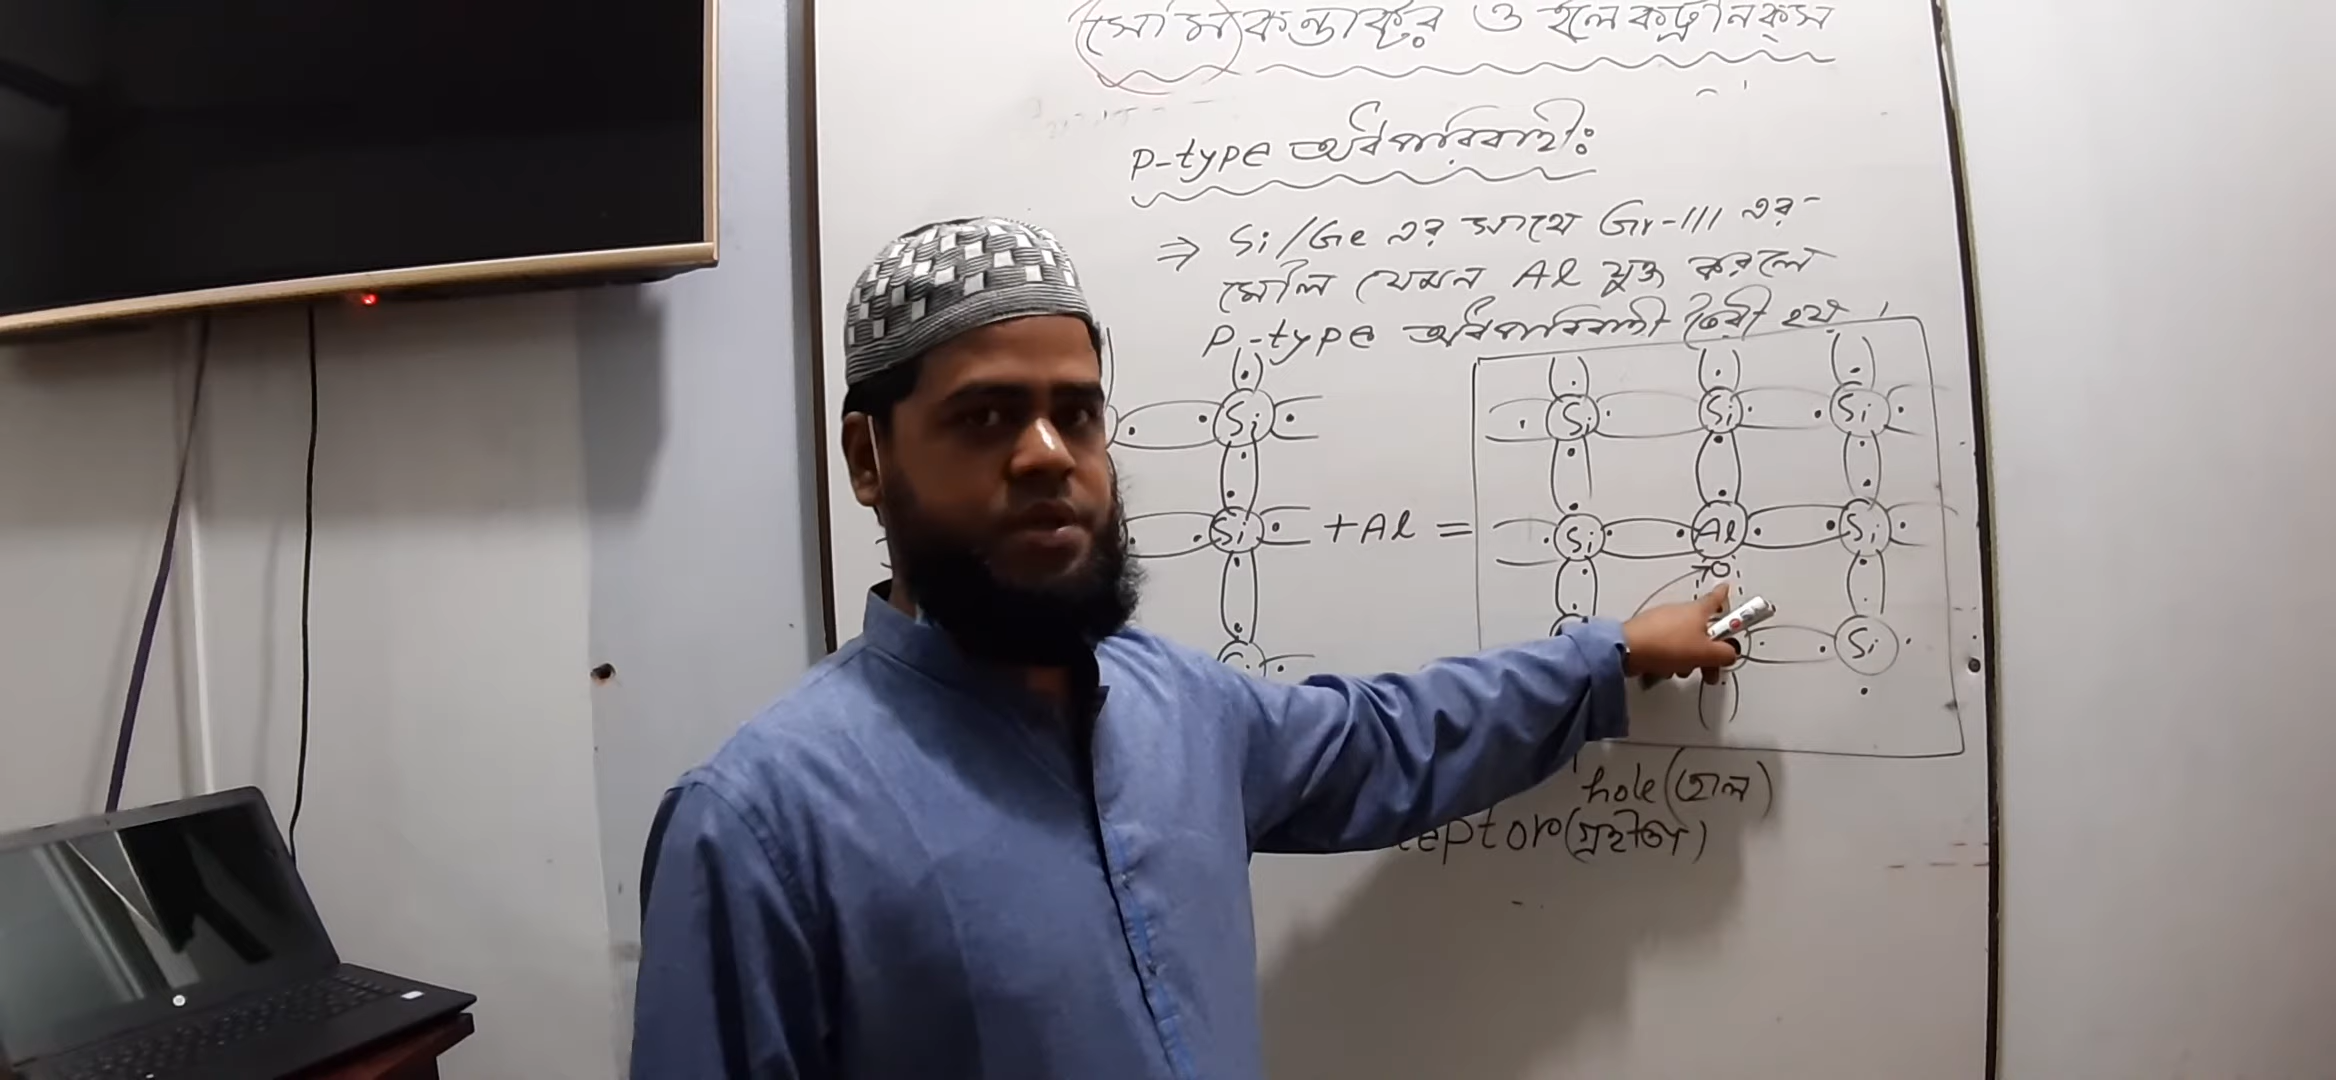 সেমিকন্ডাক্টর ও ইলেকট্রনিক্স
P-type অর্ধপরিবাহী:
⇒ Si/Ge এর সাথে Gr-III এর
মৌল যেমন Al যুক্ত করলে
P-type অর্ধপরিবাহী তৈরী হয়।
Si Si Si Si
Si + Al = Si Al Si
Si
hole (হোল)
eptor (গ্রহীতা)